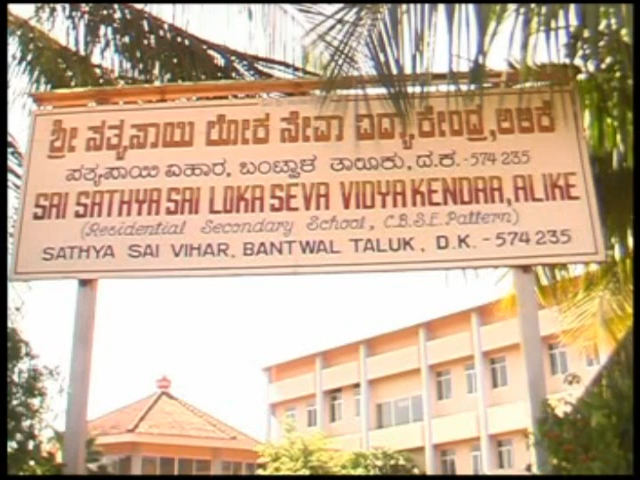 ಶ್ರೀ ಸತ್ಯಸಾಯಿ ಲೋಕ ಸೇವಾ ವಿದ್ಯಾಕೇಂದ್ರ, ಅಳಿಕೆ
ಸತ್ಯಸಾಯಿ ವಿಹಾರ, ಬಂಟ್ವಾಳ ತಾಲೂಕು, ದ.ಕ.-574 235
SRI SATHYA SAI LOKA SEVA VIDYA KENDRA, ALIKE
(Residential Secondary School, C.B.S.E. Pattern)
SATHYA SAI VIHAR, BANTWAL TALUK, D.K. - 574 235